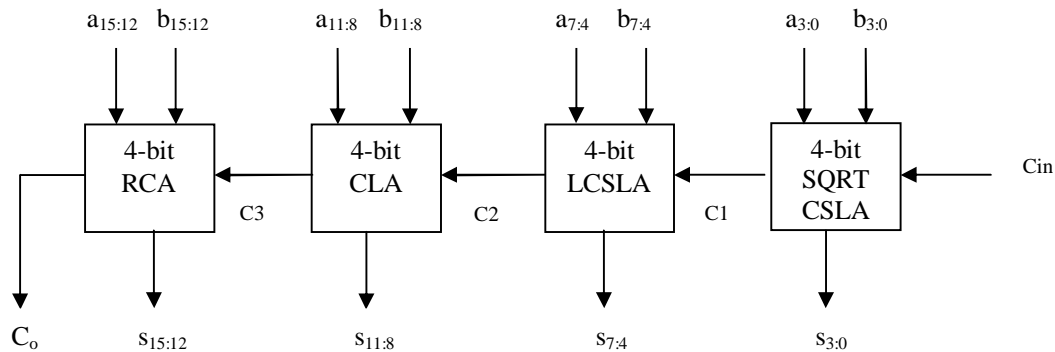 a15:12 b15:12 a11:8 b11:8 a7:4 b7:4 a3:0 b3:0
4-bit
RCA
4-bit
CLA
4-bit
LCSLA
4-bit
SQRT
CSLA
Cin
C3
C2
C1
Co s15:12 s11:8 s7:4 s3:0